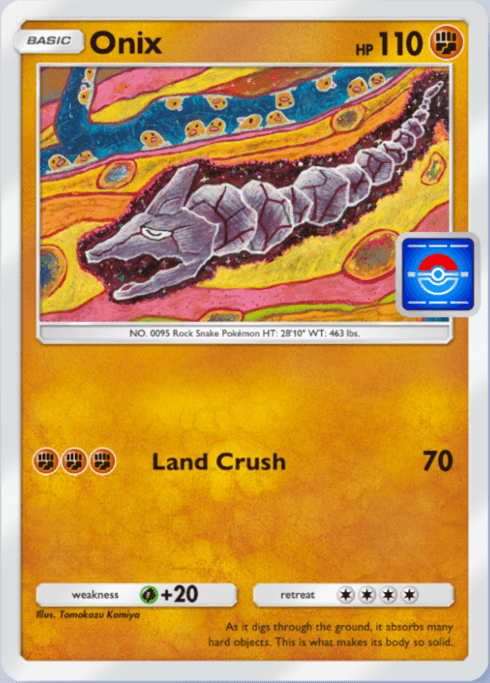 BASIC Onix HP 110
NO. 0095 Rock Snake Pokémon HT: 28'10" WT: 463 lbs.
Land Crush 70
weakness +20 retreat
Illus. Tomokazu Komiya
As it digs through the ground, it absorbs many
hard objects. This is what makes its body so solid.